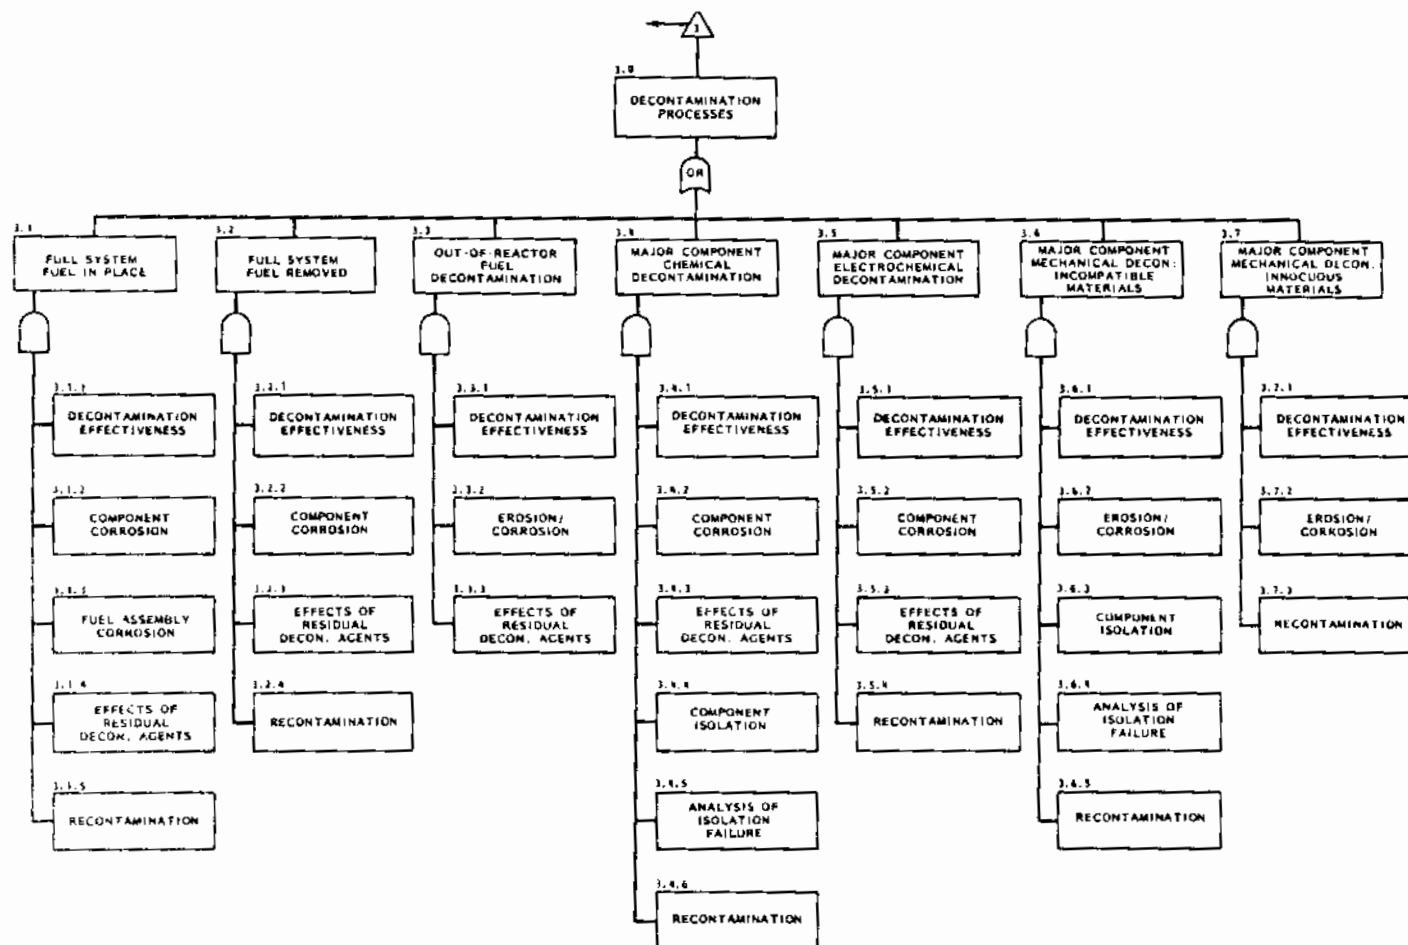 3
3.0
DECONTAMINATION
PROCESSES
OR
3.1
FULL SYSTEM
FUEL IN PLACE
3.2
FULL SYSTEM
FUEL REMOVED
3.3
OUT-OF-REACTOR
FUEL
DECONTAMINATION
3.4
MAJOR COMPONENT
CHEMICAL
DECONTAMINATION
3.5
MAJOR COMPONENT
ELECTROCHEMICAL
DECONTAMINATION
3.6
MAJOR COMPONENT
MECHANICAL DECON:
INCOMPATIBLE
MATERIALS
3.7
MAJOR COMPONENT
MECHANICAL DECON.
INNOCUOUS
MATERIALS
DECONTAMINATION
EFFECTIVENESS
3.1.2
COMPONENT
CORROSION
3.1.3
FUEL ASSEMBLY
CORROSION
3.1.4
EFFECTS OF
RESIDUAL
DECON. AGENTS
3.1.5
RECONTAMINATION
3.2.1
DECONTAMINATION
EFFECTIVENESS
3.2.2
COMPONENT
CORROSION
3.2.3
EFFECTS OF
RESIDUAL
DECON. AGENTS
3.2.4
RECONTAMINATION
3.3.1
DECONTAMINATION
EFFECTIVENESS
3.3.2
EROSION/
CORROSION
3.3.3
EFFECTS OF
RESIDUAL
DECON. AGENTS
3.4.1
DECONTAMINATION
EFFECTIVENESS
3.4.2
COMPONENT
CORROSION
3.4.3
EFFECTS OF
RESIDUAL
DECON. AGENTS
3.4.4
COMPONENT
ISOLATION
3.4.5
ANALYSIS OF
ISOLATION
FAILURE
3.4.6
RECONTAMINATION
3.5.1
DECONTAMINATION
EFFECTIVENESS
3.5.2
COMPONENT
CORROSION
EFFECTS OF
RESIDUAL
DECON. AGENTS
3.5.4
RECONTAMINATION
3.6.1
DECONTAMINATION
EFFECTIVENESS
3.6.2
EROSION/
CORROSION
3.6.3
COMPONENT
ISOLATION
3.6.4
ANALYSIS OF
ISOLATION
FAILURE
3.6.5
RECONTAMINATION
3.7.1
DECONTAMINATION
EFFECTIVENESS
3.7.2
EROSION/
CORROSION
3.7.3
RECONTAMINATION